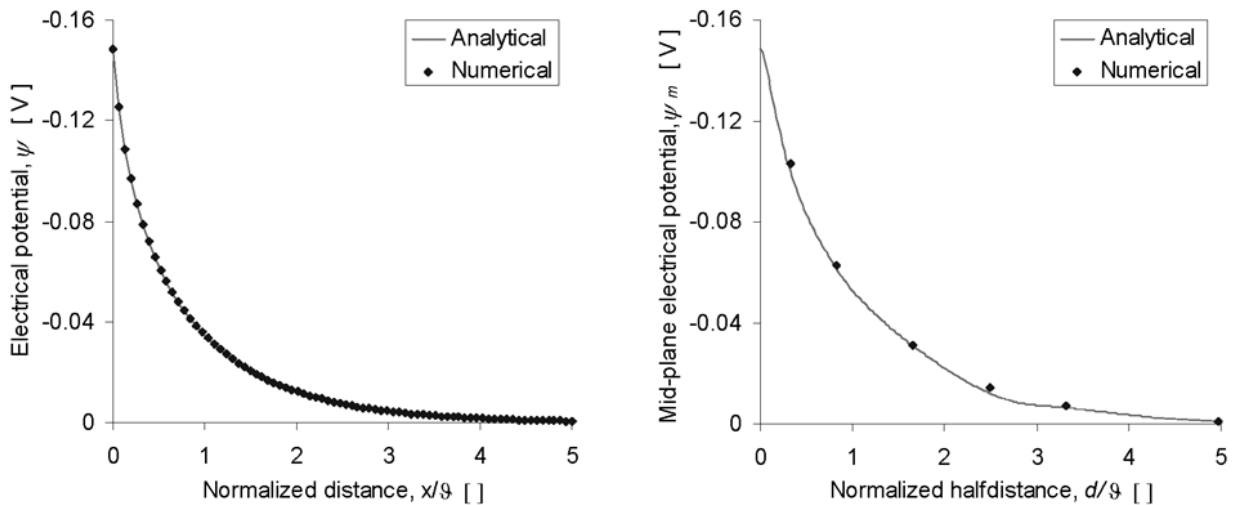 -0.16
-0.12
-0.08
-0.04
0
Electrical potential, ψ [ V]
Analytical
Numerical
0 1 2 3 4 5
Normalized distance, x/ϑ [ ]
-0.16
-0.12
-0.08
-0.04
0
Mid-plane electrical potential,ψ m [ V]
Analytical
Numerical
0 1 2 3 4 5
Normalized halfdistance, d/ϑ [ ]